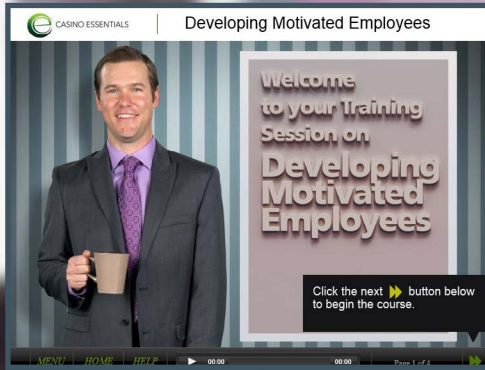 CASINO ESSENTIALS
Developing Motivated Employees
Welcome
to your Training
Session on
Developing
Motivated
Employees
Click the next button below
to begin the course.
MENU HOME HELP 00:00 00:00 Page 1 of 4